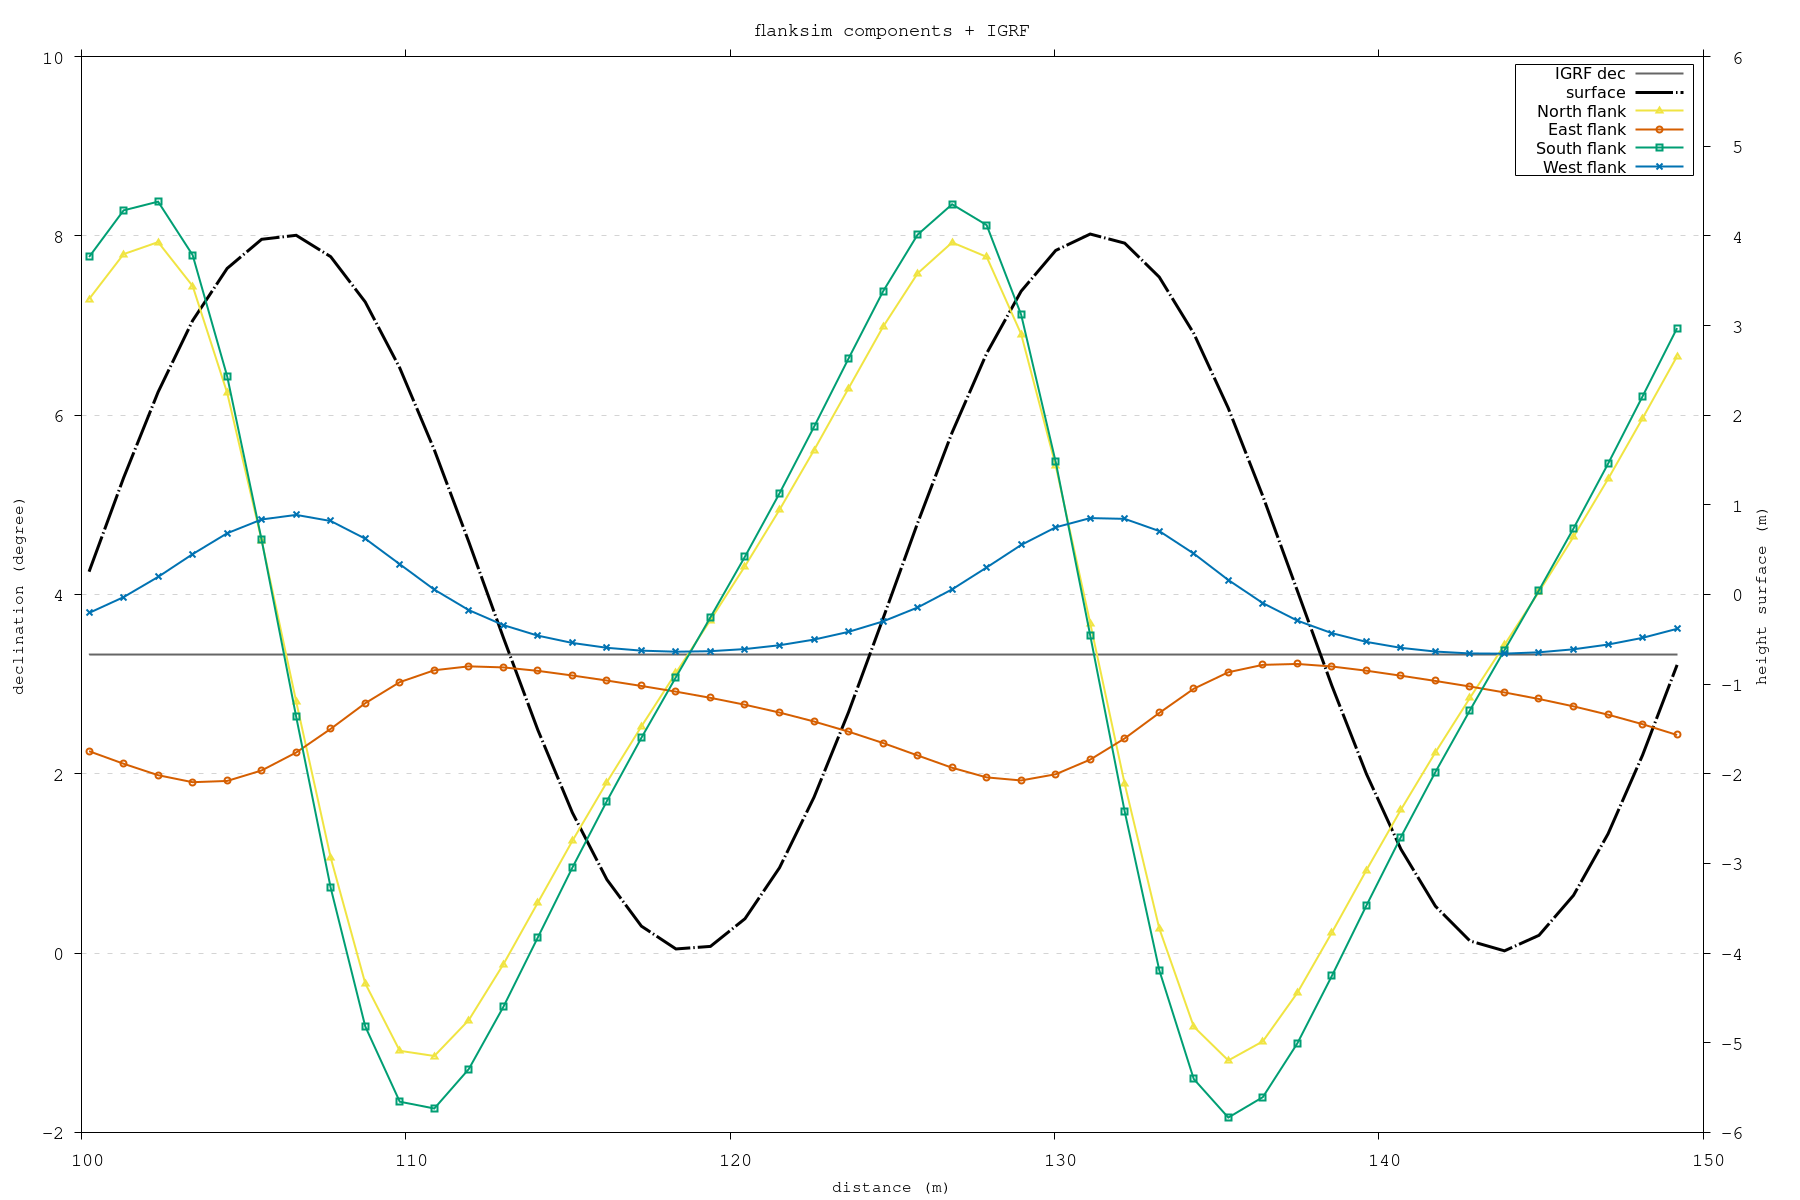 flanksim components + IGRF
10
8
6
4
2
0
−2
declination (degree)
6
5
4
3
2
1
0
−1
−2
−3
−4
−5
−6
height surface (m)
IGRF dec
surface
North flank
East flank
South flank
West flank
100
110
120
130
140
150
distance (m)